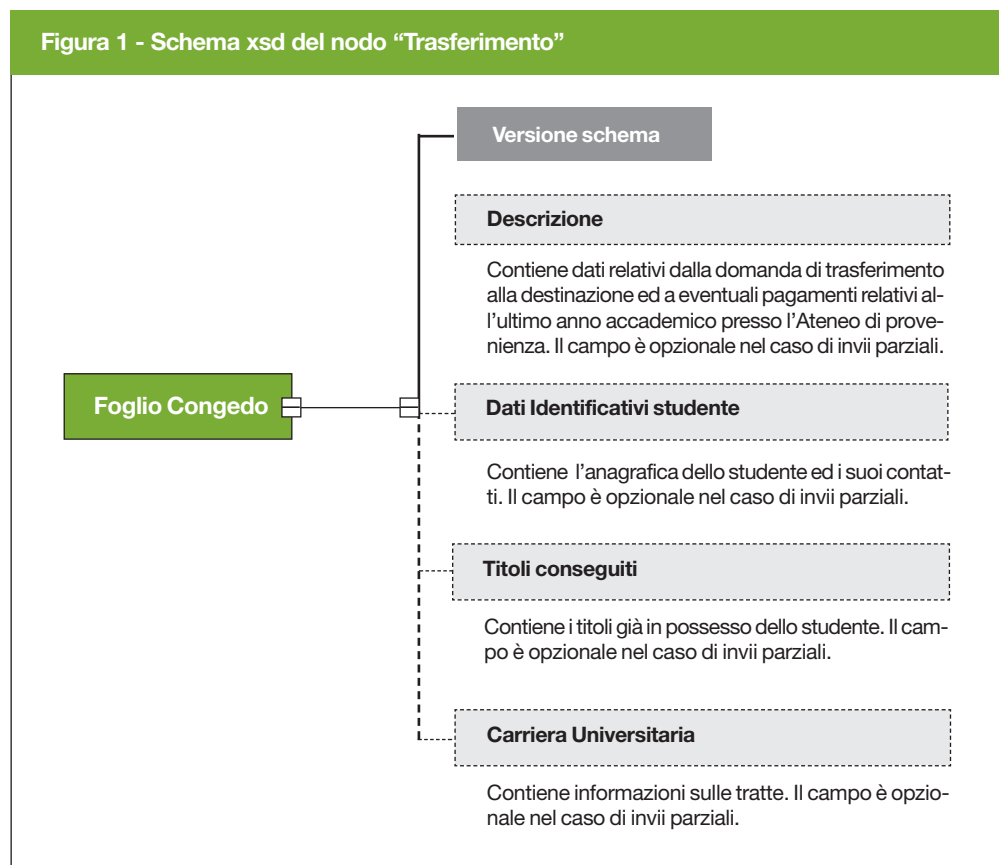 Figura 1 - Schema xsd del nodo “Trasferimento”
Versione schema
Descrizione
Contiene dati relativi dalla domanda di trasferimento
alla destinazione ed a eventuali pagamenti relativi al-
l’ultimo anno accademico presso l’Ateneo di prove-
nienza. Il campo è opzionale nel caso di invii parziali.
Foglio Congedo
Dati Identificativi studente
Contiene l’anagrafica dello studente ed i suoi contat-
ti. Il campo è opzionale nel caso di invii parziali.
Titoli conseguiti
Contiene i titoli già in possesso dello studente. Il cam-
po è opzionale nel caso di invii parziali.
Carriera Universitaria
Contiene informazioni sulle tratte. Il campo è opzio-
nale nel caso di invii parziali.